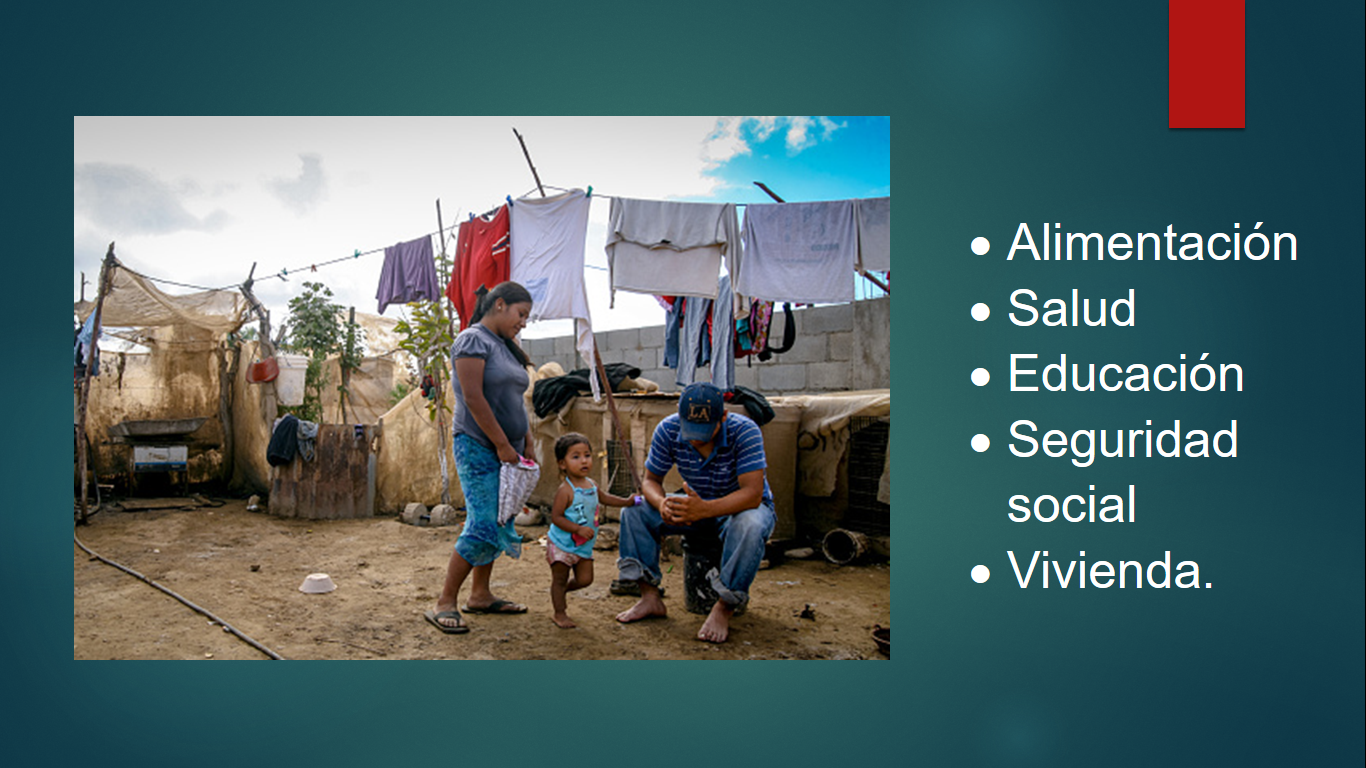 ● Alimentación
● Salud
● Educación
● Seguridad
social
● Vivienda.
LA